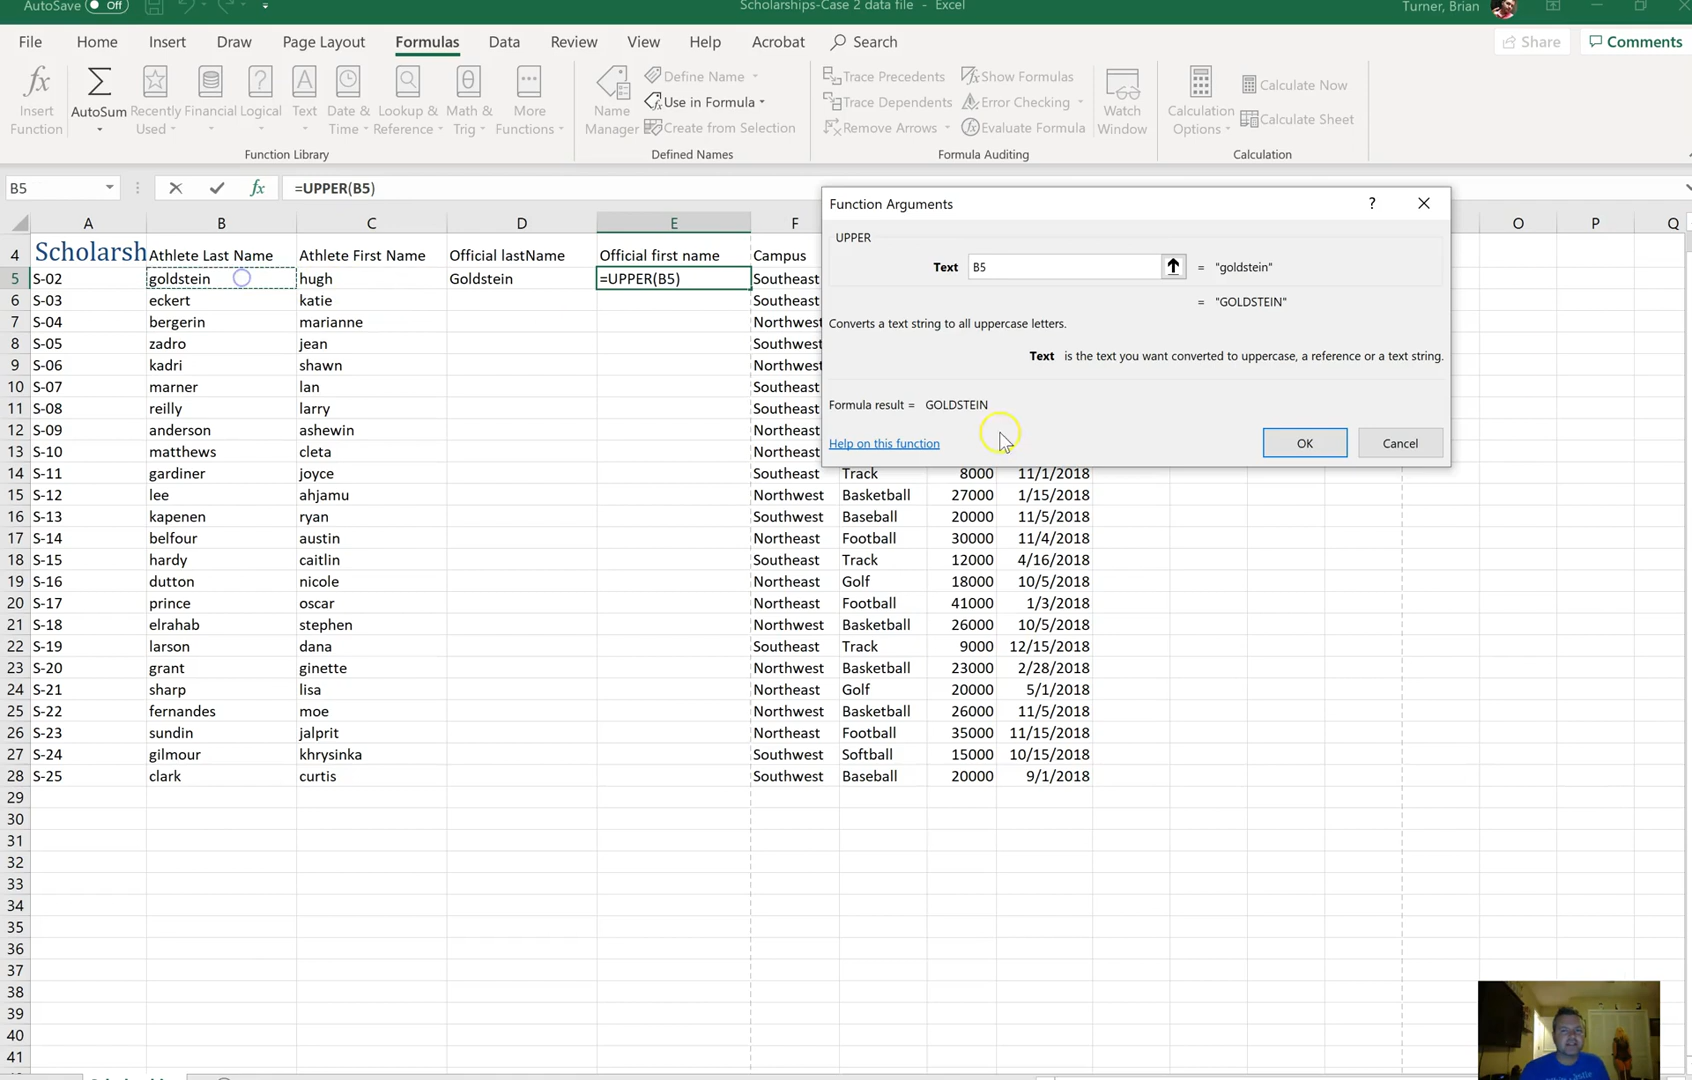 AutoSave Off Scholarships-Case 2 data file - Excel Turner, Brian
File Home Insert Draw Page Layout Formulas Data Review View Help Acrobat Search Share Comments
Insert Function
AutoSum
Recently Used
Financial
Logical
Text
Date & Time
Lookup & Reference
Math & Trig
More Functions
Function Library
Name Manager
Define Name
Use in Formula
Create from Selection
Defined Names
Trace Precedents
Trace Dependents
Remove Arrows
Show Formulas
Error Checking
Evaluate Formula
Formula Auditing
Watch Window
Calculation Options
Calculate Now
Calculate Sheet
Calculation
B5 fx =UPPER(B5)
A B C D E F O P Q
4 Scholarsh Athlete Last Name Athlete First Name Official lastName Official first name Campus
5 S-02 goldstein hugh Goldstein =UPPER(B5) Southeast
6 S-03 eckert katie Southeast
7 S-04 bergerin marianne Northwest
8 S-05 zadro jean Southwest
9 S-06 kadri shawn Northwest
10 S-07 marner lan Southeast
11 S-08 reilly larry Southeast
12 S-09 anderson ashewin Northwest
13 S-10 matthews cleta Northwest
14 S-11 gardiner joyce Southeast Track 8000 11/1/2018
15 S-12 lee ahjamu Northwest Basketball 27000 1/15/2018
16 S-13 kapenen ryan Southwest Baseball 20000 11/5/2018
17 S-14 belfour austin Northeast Football 30000 11/4/2018
18 S-15 hardy caitlin Southeast Track 12000 4/16/2018
19 S-16 dutton nicole Northeast Golf 18000 10/5/2018
20 S-17 prince oscar Northeast Football 41000 1/3/2018
21 S-18 elrahab stephen Northwest Basketball 26000 10/5/2018
22 S-19 larson dana Southeast Track 9000 12/15/2018
23 S-20 grant ginette Northwest Basketball 23000 2/28/2018
24 S-21 sharp lisa Northeast Golf 20000 5/1/2018
25 S-22 fernandes moe Northwest Basketball 26000 11/5/2018
26 S-23 sundin jalprit Northeast Football 35000 11/15/2018
27 S-24 gilmour khrysinka Southwest Softball 15000 10/15/2018
28 S-25 clark curtis Southwest Baseball 20000 9/1/2018
29
30
31
32
33
34
35
36
37
38
39
40
41
Function Arguments ?
UPPER
Text B5 = "goldstein"
= "GOLDSTEIN"
Converts a text string to all uppercase letters.
Text is the text you want converted to uppercase, a reference or a text string.
Formula result = GOLDSTEIN
Help on this function OK Cancel